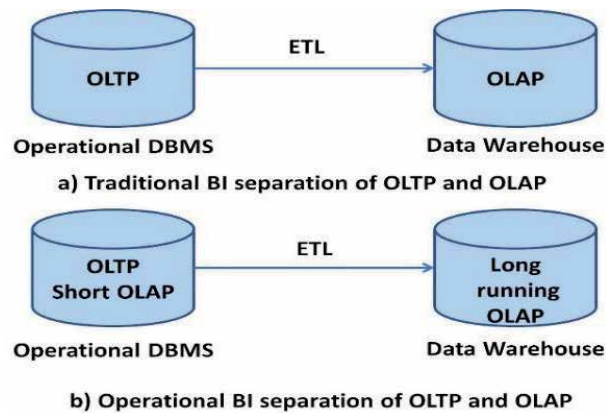 ETL
OLTP
OLAP
Operational DBMS
Data Warehouse
a) Traditional BI separation of OLTP and OLAP
ETL
OLTP
Short OLAP
Long
running
OLAP
Operational DBMS
Data Warehouse
b) Operational BI separation of OLTP and OLAP